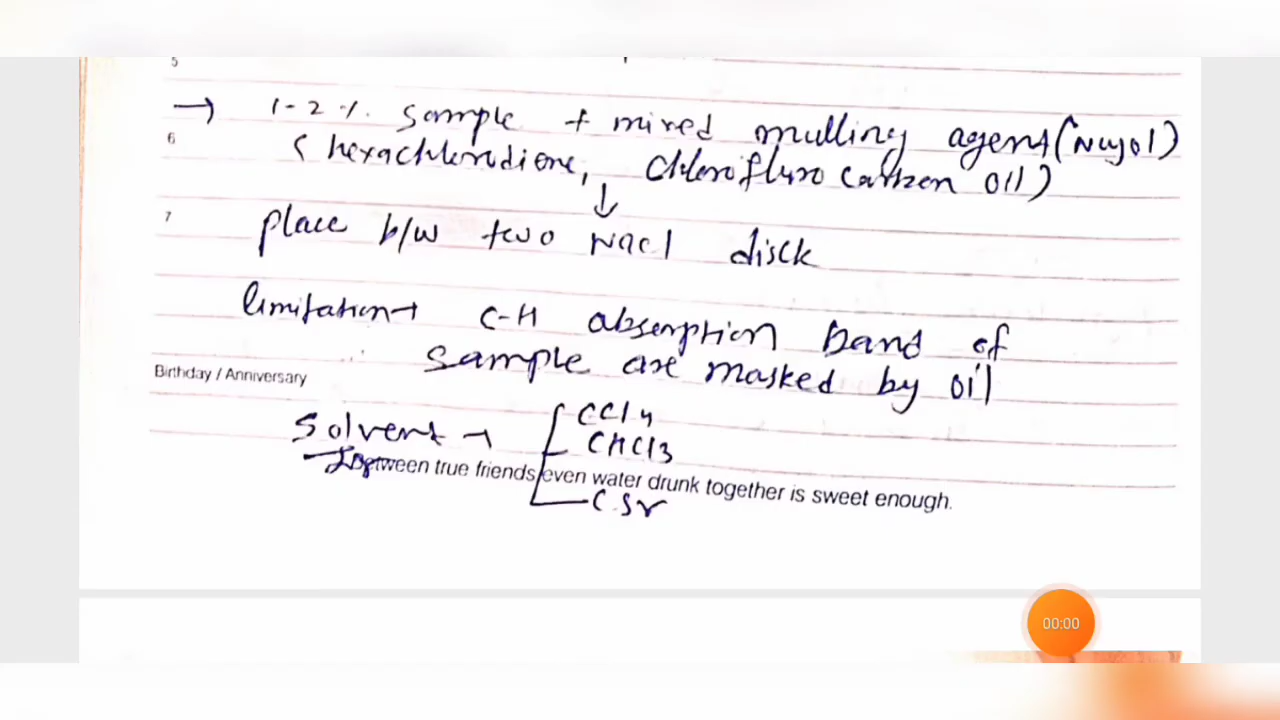 5
→ 1-2 %. sample + mixed mulling agent (Nujol)
6
( hexachlorodiene, Chlorofluro carbon oil )
↓
7
place b/w two Nacl disck
limitation → C-H absorption band of
sample are masked by oil
Birthday / Anniversary
Solvent → CCl4
CHCl3
Between true friends even water drunk together is sweet enough.
00:00